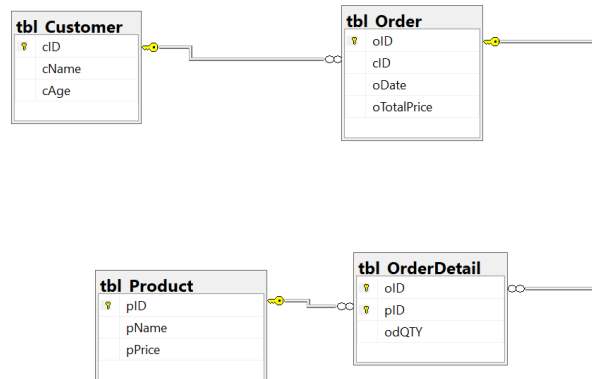 tbl_Customer
cID
cName
cAge
tbl_Order
oID
cID
oDate
oTotalPrice
tbl_Product
pID
pName
pPrice
tbl_OrderDetail
oID
pID
odQTY